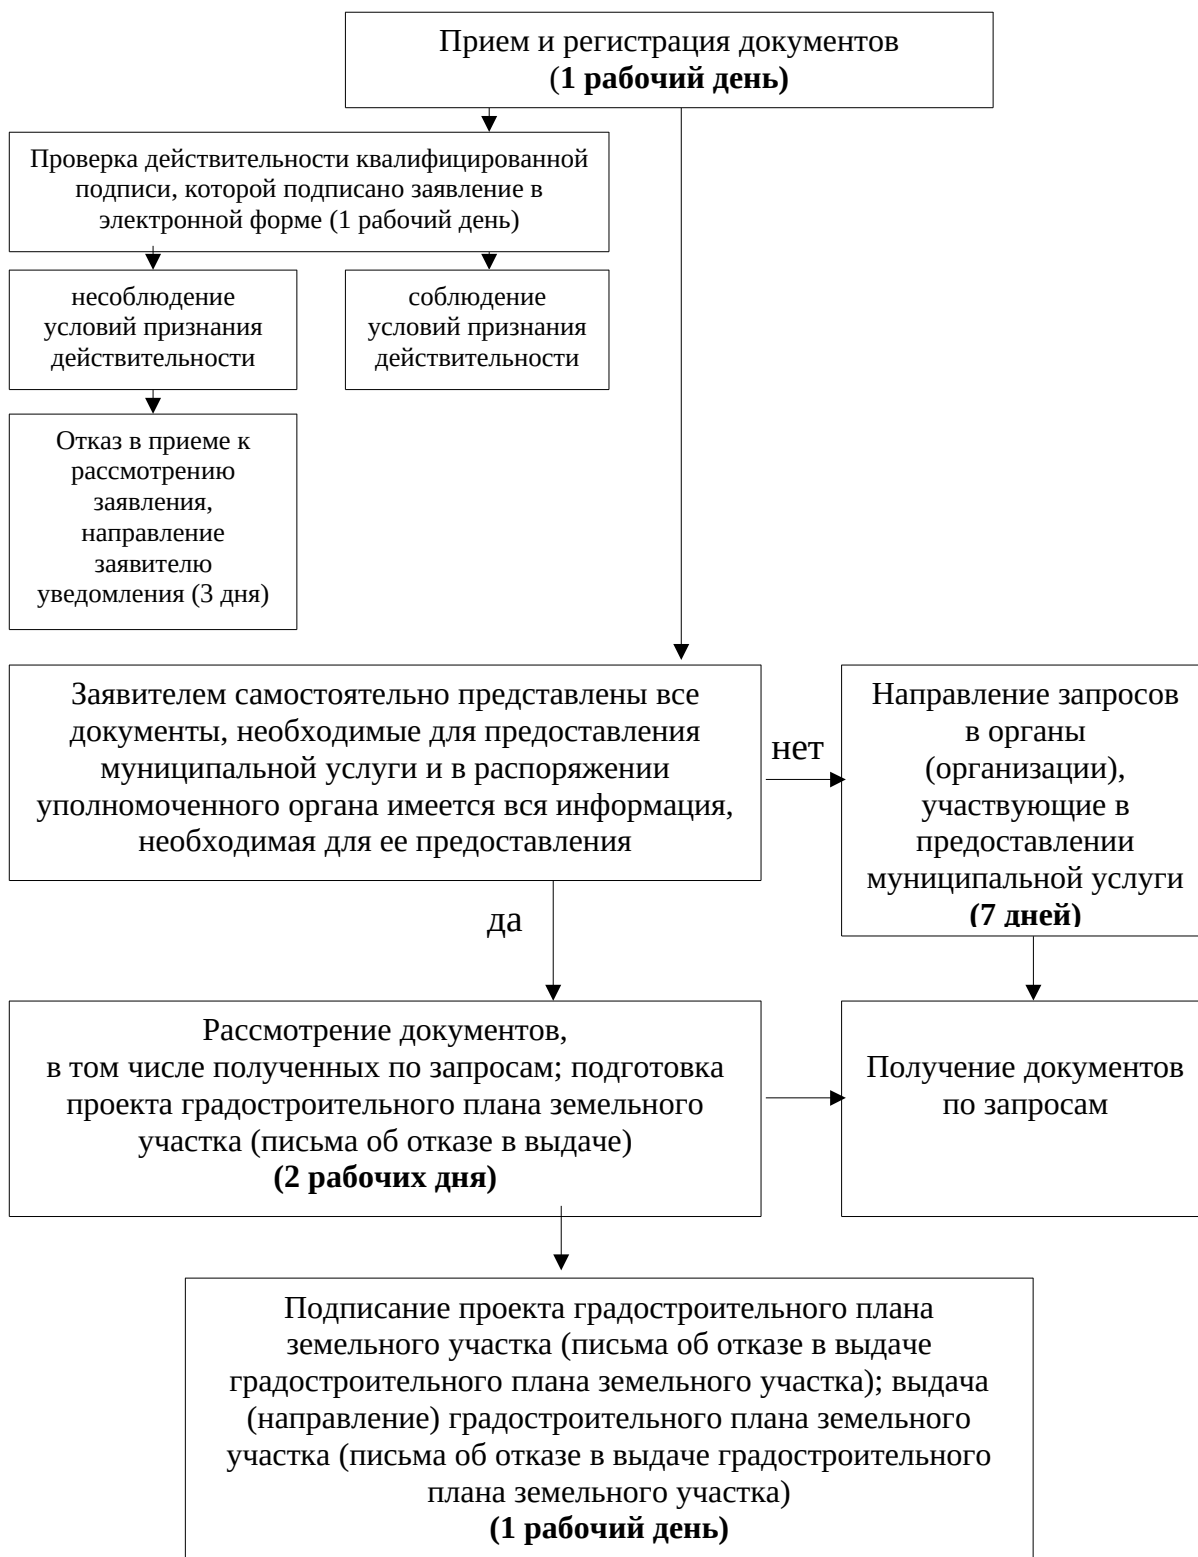 Прием и регистрация документов
(1 рабочий день)
Проверка действительности квалифицированной
подписи, которой подписано заявление в
электронной форме (1 рабочий день)
несоблюдение
условий признания
действительности
соблюдение
условий признания
действительности
Отказ в приеме к
рассмотрению
заявления,
направление
заявителю
уведомления (3 дня)
Заявителем самостоятельно представлены все
документы, необходимые для предоставления
муниципальной услуги и в распоряжении
уполномоченного органа имеется вся информация,
необходимая для ее предоставления
нет
Направление запросов
в органы
(организации),
участвующие в
предоставлении
муниципальной услуги
(7 дней)
да
Рассмотрение документов,
в том числе полученных по запросам; подготовка
проекта градостроительного плана земельного
участка (письма об отказе в выдаче)
(2 рабочих дня)
Получение документов
по запросам
Подписание проекта градостроительного плана
земельного участка (письма об отказе в выдаче
градостроительного плана земельного участка); выдача
(направление) градостроительного плана земельного
участка (письма об отказе в выдаче градостроительного
плана земельного участка)
(1 рабочий день)